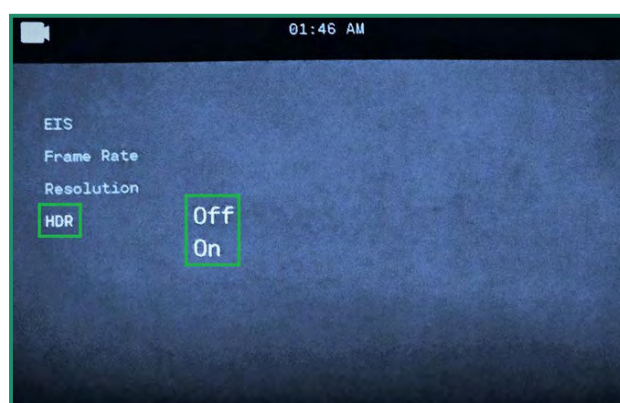 01:46 AM
EIS
Frame Rate
Resolution
HDR
Off
On